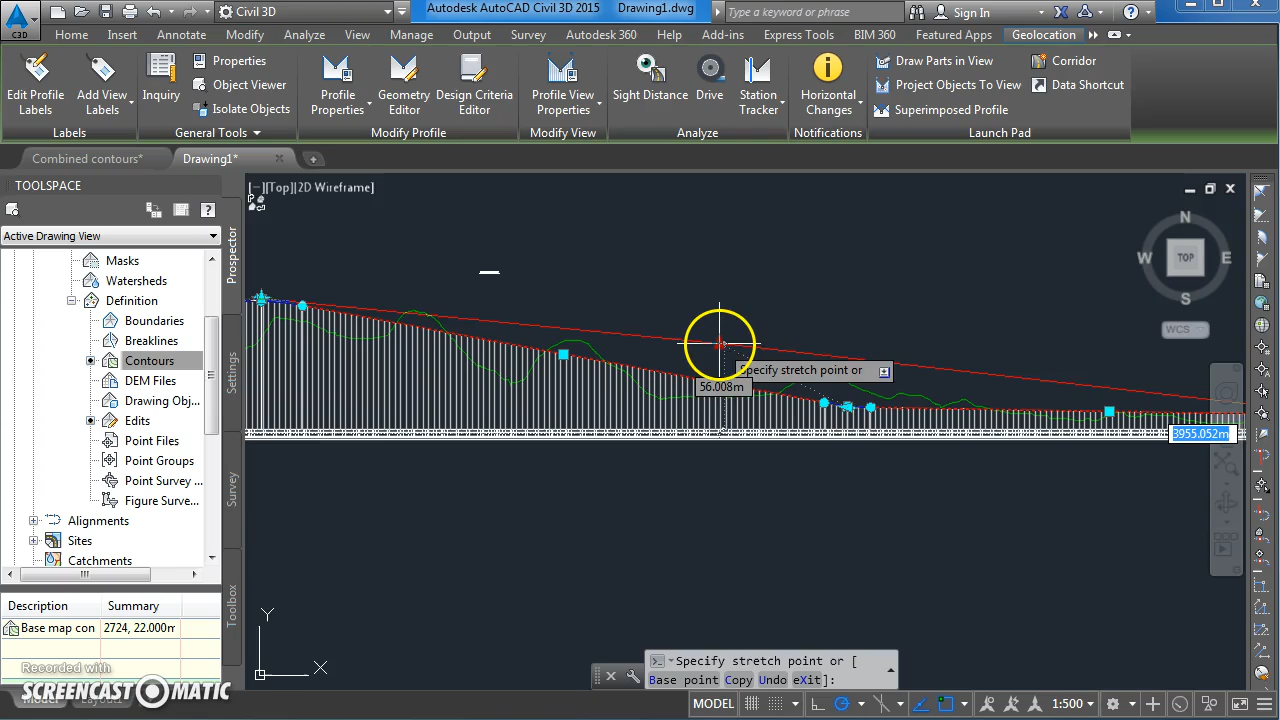 Civil 3D
Autodesk AutoCAD Civil 3D 2015 Drawing1.dwg
Type a keyword or phrase
Sign In
C3D
Home Insert Annotate Modify Analyze View Manage Output Survey Autodesk 360 Help Add-ins Express Tools BIM 360 Featured Apps Geolocation
Edit Profile Labels
Add View Labels
Labels
Inquiry
Properties
Object Viewer
Isolate Objects
General Tools
Profile Properties
Geometry Editor
Design Criteria Editor
Modify Profile
Profile View Properties
Modify View
Sight Distance
Drive
Station Tracker
Analyze
Horizontal Changes
Notifications
Draw Parts in View
Project Objects To View
Superimposed Profile
Corridor
Data Shortcut
Launch Pad
Combined contours*
Drawing1*
TOOLSPACE
Active Drawing View
Masks
Watersheds
Definition
Boundaries
Breaklines
Contours
DEM Files
Drawing Obj...
Edits
Point Files
Point Groups
Point Survey ...
Figure Surve...
Alignments
Sites
Catchments
Prospector
Settings
Survey
Toolbox
Description Summary
Base map con 2724, 22.000m
Recorded with
SCREENCAST MATIC
Model Layout1
[−][Top][2D Wireframe]
N
W TOP E
S
WCS
Specify stretch point or
56.008m
3955.052m
Y
X
Specify stretch point or [
Base point Copy Undo eXit]:
MODEL
1:500